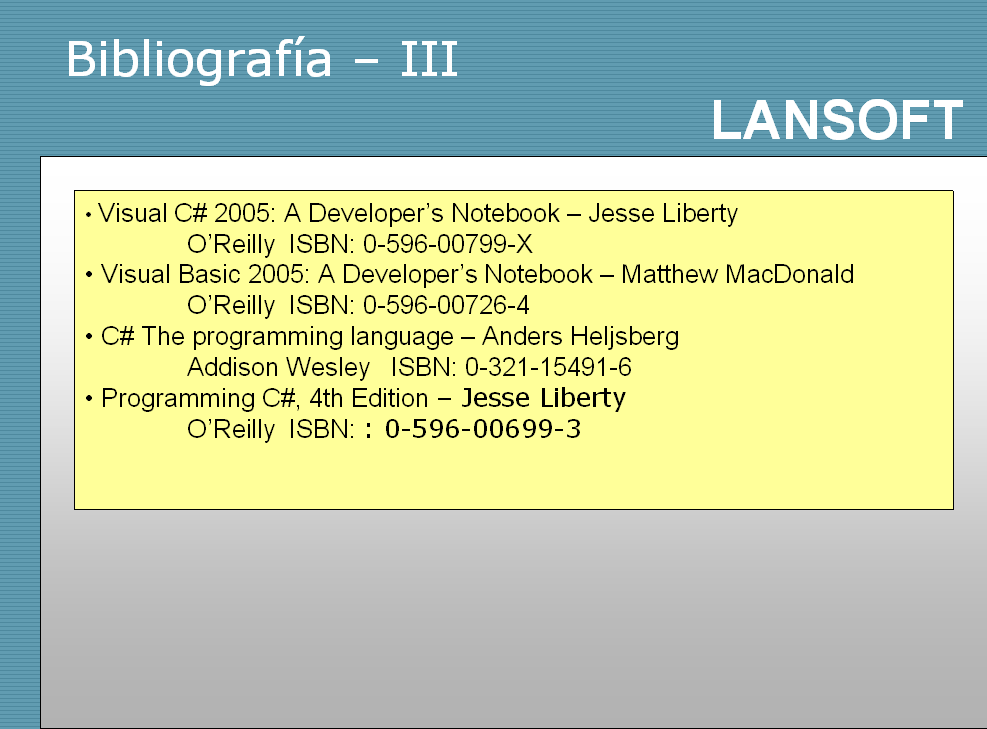 Bibliografía – III
LANSOFT
• Visual C# 2005: A Developer’s Notebook – Jesse Liberty
O’Reilly ISBN: 0-596-00799-X
• Visual Basic 2005: A Developer’s Notebook – Matthew MacDonald
O’Reilly ISBN: 0-596-00726-4
• C# The programming language – Anders Heljsberg
Addison Wesley ISBN: 0-321-15491-6
• Programming C#, 4th Edition – Jesse Liberty
O’Reilly ISBN: : 0-596-00699-3